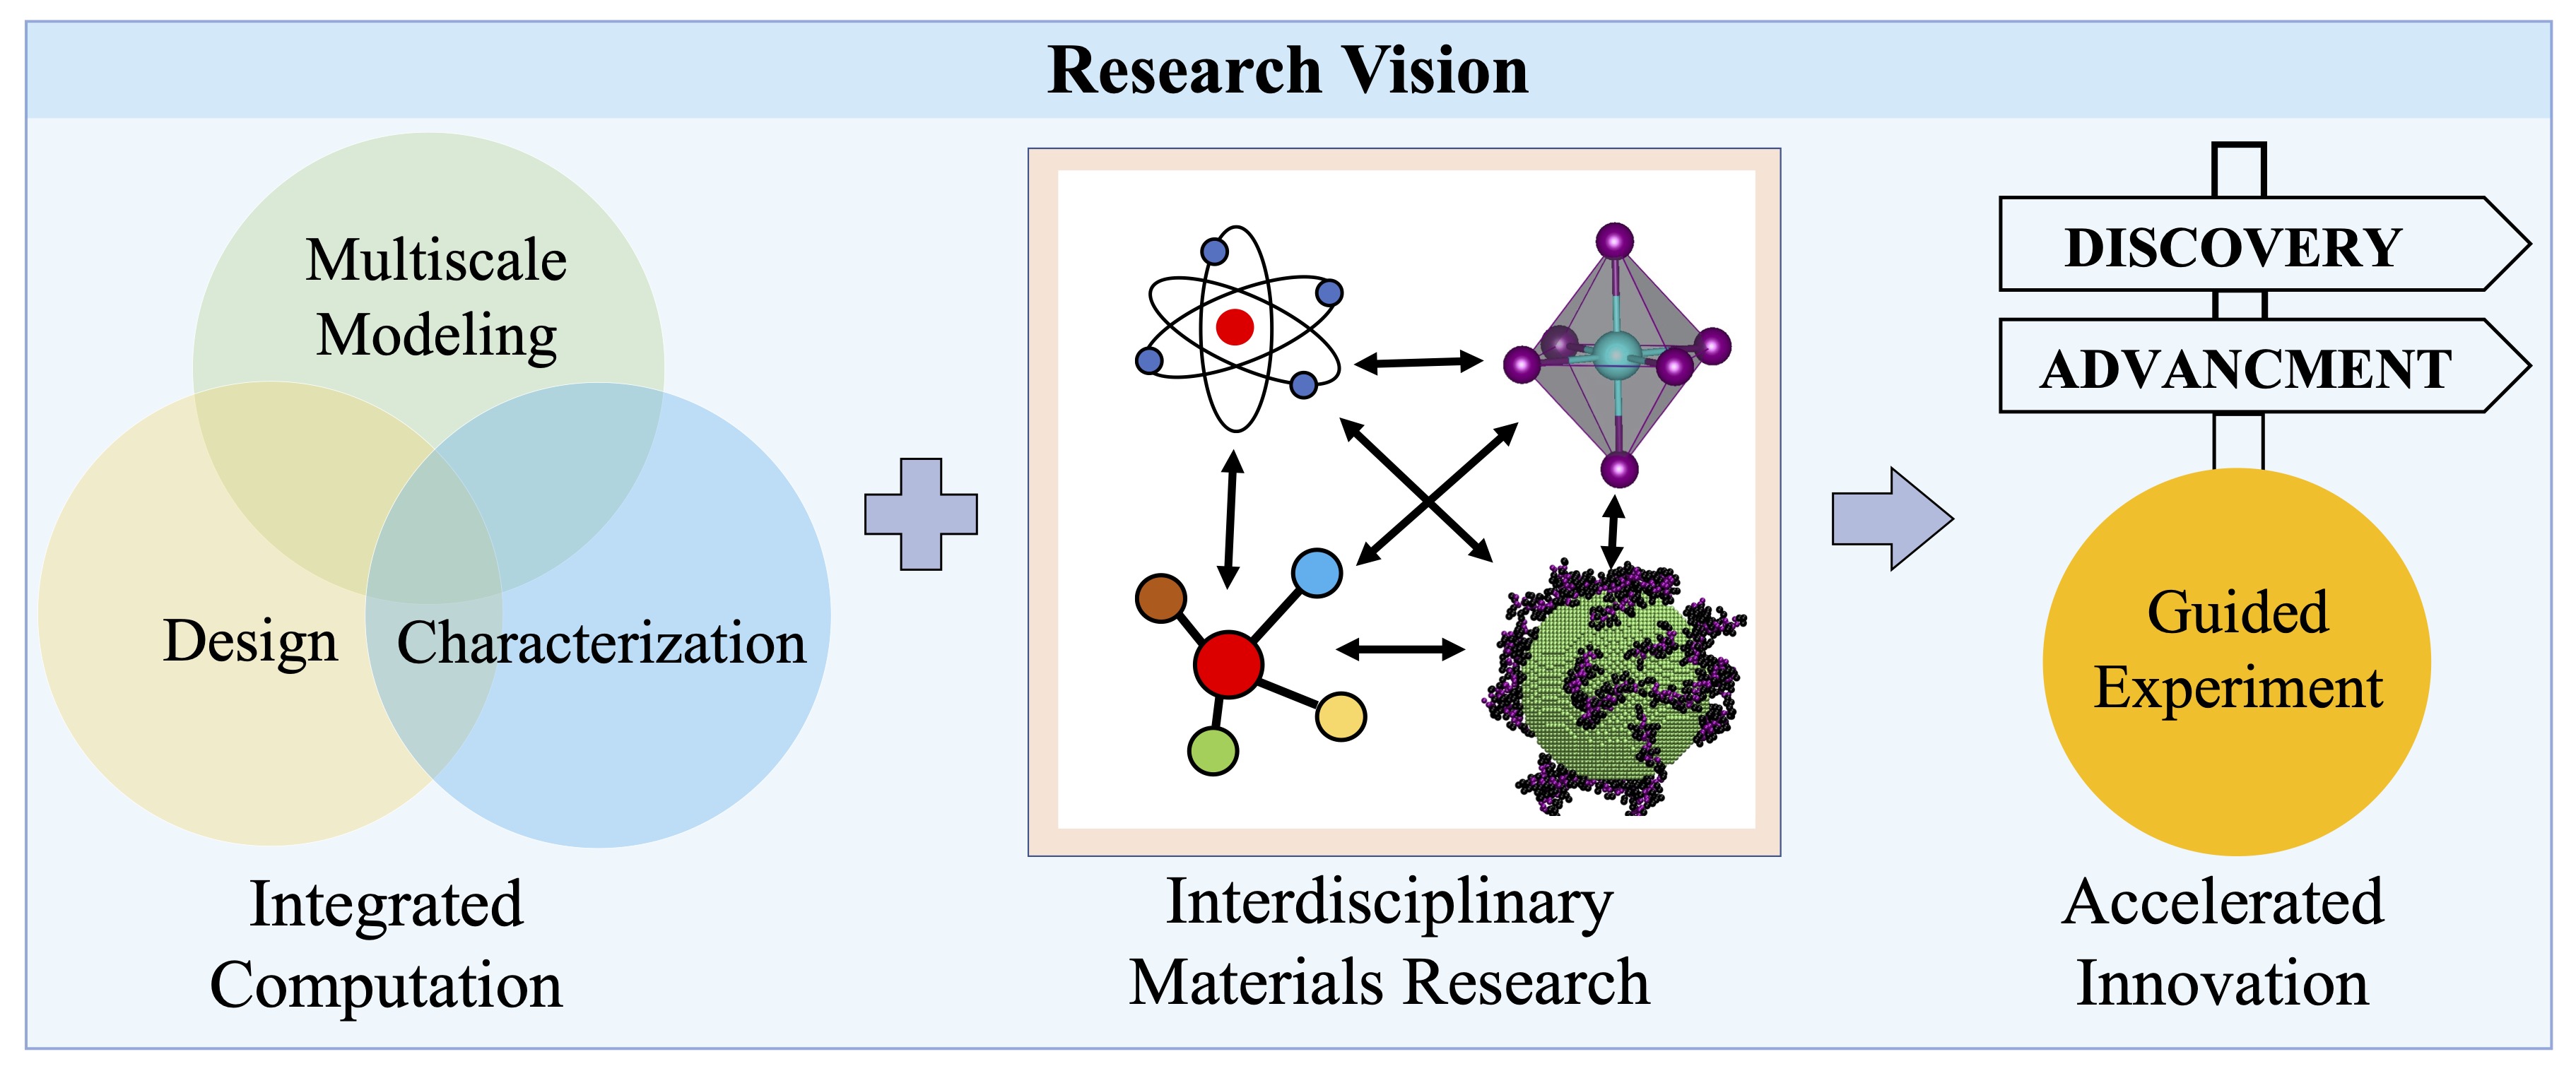 Research Vision
Multiscale
Modeling
Design
Characterization
Integrated
Computation
Interdisciplinary
Materials Research
DISCOVERY
ADVANCMENT
Guided
Experiment
Accelerated
Innovation